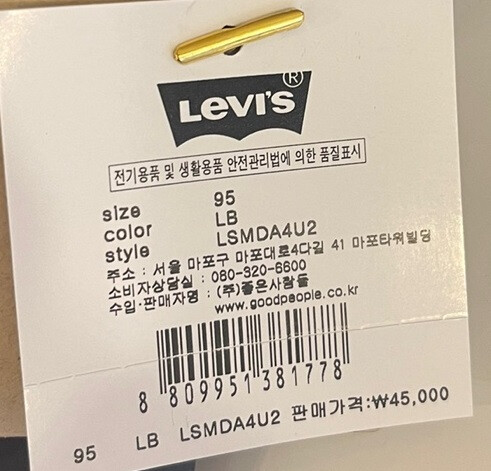 LEVI'S®
전기용품 및 생활용품 안전관리법에 의한 품질표시
size 95
color LB
style LSMDA4U2
주소 : 서울 마포구 마포대로4다길 41 마포타워빌딩
소비자상담실 : 080-320-6600
수입·판매자명 : (주)좋은사람들
www.goodpeople.co.kr
8 809951 381778
95 LB LSMDA4U2 판매가격:₩45,000